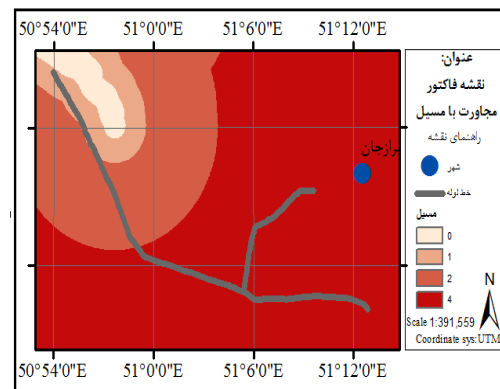 50°54'0"E 51°0'0"E 51°6'0"E 51°12'0"E
عنوان:
نقشه فاکتور
مجاورت با مسیل
راهنمای نقشه
شهر
خط لوله
مسیل
0
1
2
4
N
Scale 1:391,559
Coordinate sys:UTM
برازجان
50°54'0"E 51°0'0"E 51°6'0"E 51°12'0"E